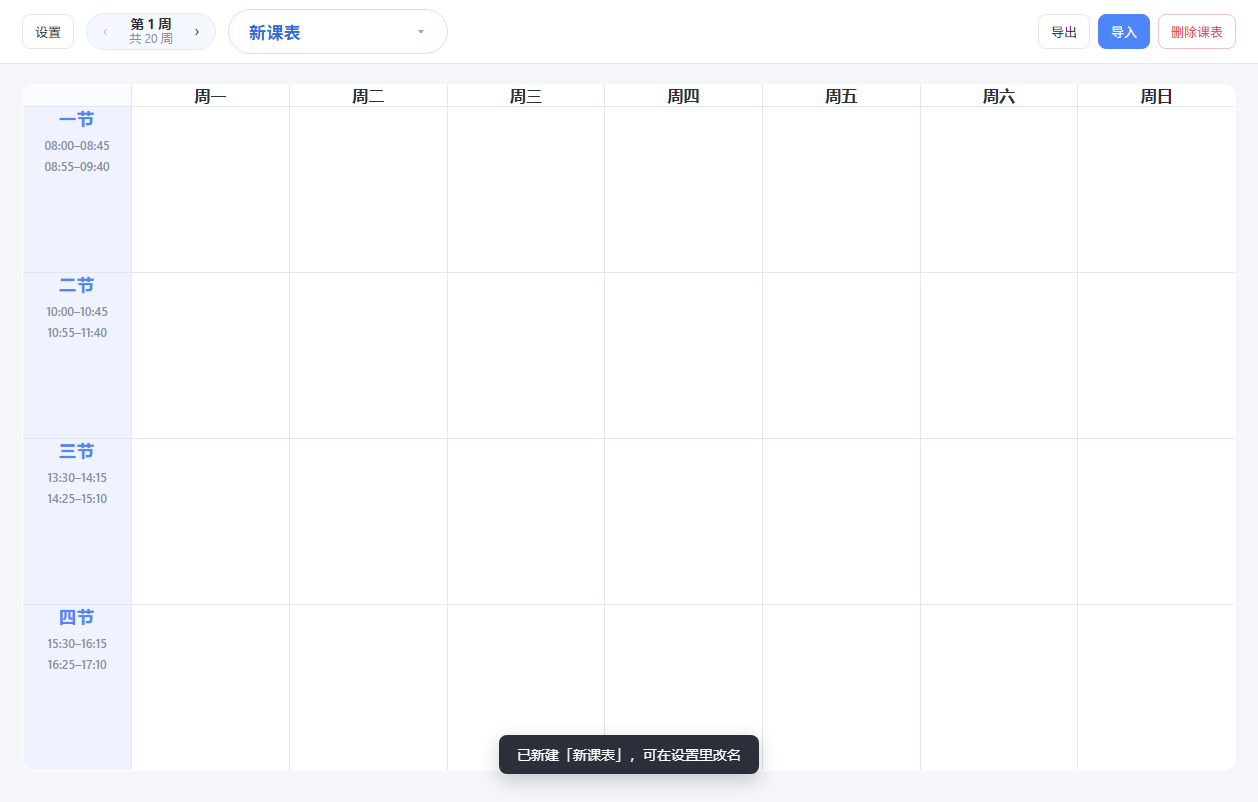 设置
‹
第 1 周
共 20 周
›
新课表
导出
导入
删除课表
周一
周二
周三
周四
周五
周六
周日
一节
08:00–08:45
08:55–09:40
二节
10:00–10:45
10:55–11:40
三节
13:30–14:15
14:25–15:10
四节
15:30–16:15
16:25–17:10
已新建「新课表」，可在设置里改名